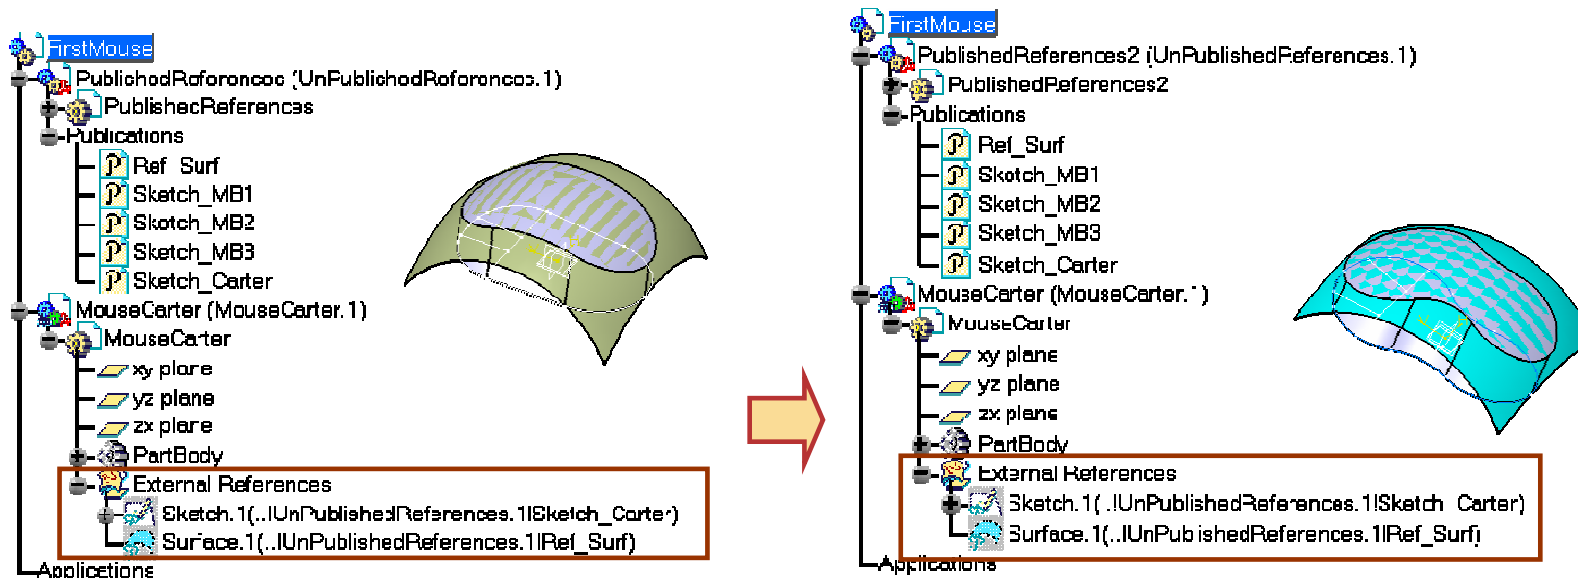 FirstMouse
PublishedReferences (UnPublishedReferences.1)
PublishedReferences
Publications
Ref_Surf
Sketch_MB1
Sketch_MB2
Sketch_MB3
Sketch_Carter
MouseCarter (MouseCarter.1)
MouseCarter
xy plane
yz plane
zx plane
PartBody
External References
Sketch.1(..!UnPublishedReferences.1!Sketch_Carter)
Surface.1(..!UnPublishedReferences.1!Ref_Surf)
Applications
FirstMouse
PublishedReferences2 (UnPublishedReferences.1)
PublishedReferences2
Publications
Ref_Surf
Sketch_MB1
Sketch_MB2
Sketch_MB3
Sketch_Carter
MouseCarter (MouseCarter.1)
MouseCarter
xy plane
yz plane
zx plane
PartBody
External References
Sketch.1(..!UnPublishedReferences.1!Sketch_Carter)
Surface.1(..!UnPublishedReferences.1!Ref_Surf)
Applications